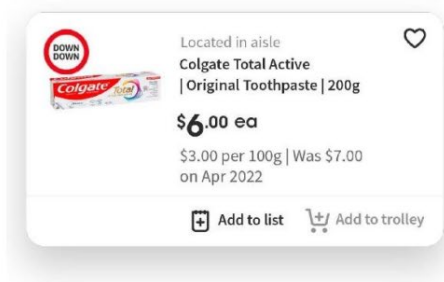 DOWN
DOWN
Located in aisle
Colgate Total Active
| Original Toothpaste | 200g
Colgate Total
$6.00 ea
$3.00 per 100g | Was $7.00
on Apr 2022
Add to list
Add to trolley